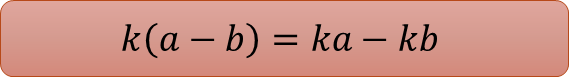 k(a − b) = ka − kb